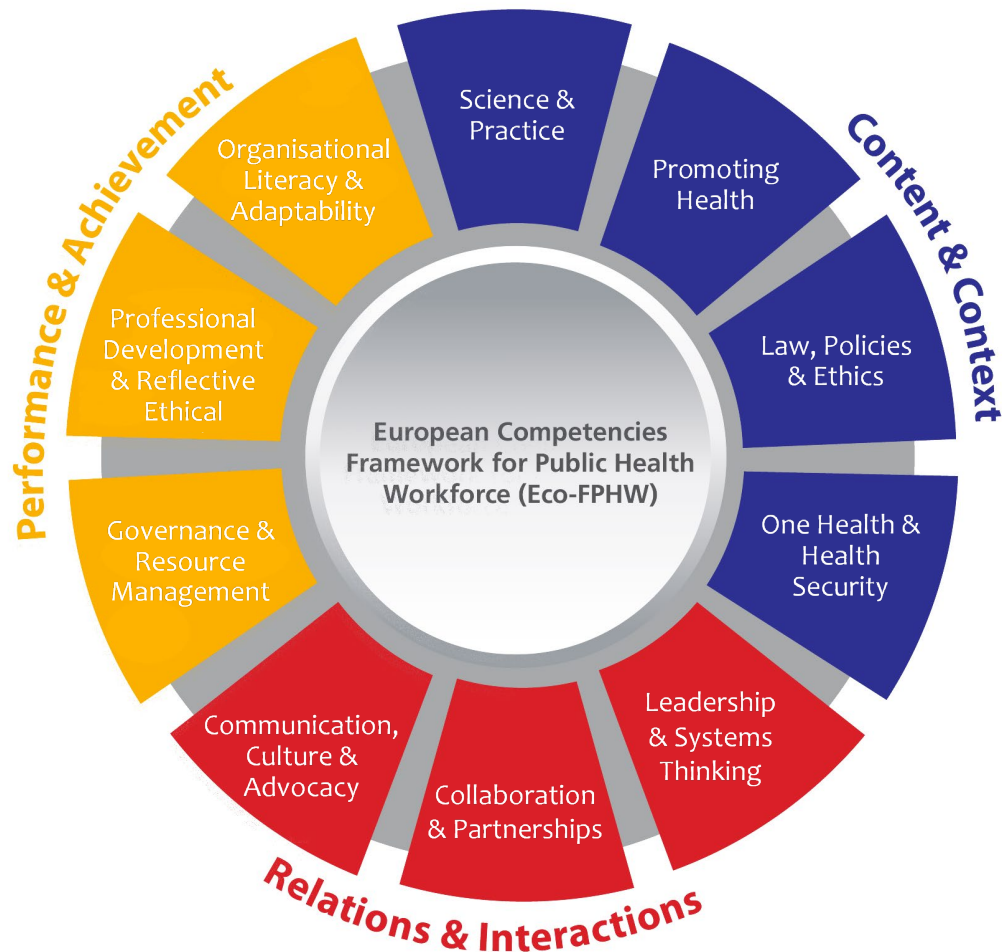 Science &
Practice
Promoting
Health
Law, Policies
& Ethics
One Health &
Health
Security
Leadership
& Systems
Thinking
Collaboration
& Partnerships
Communication,
Culture &
Advocacy
Governance &
Resource
Management
Professional
Development
& Reflective
Ethical
Organisational
Literacy &
Adaptability
European Competencies
Framework for Public Health
Workforce (Eco-FPHW)
Content & Context
Relations & Interactions
Performance & Achievement